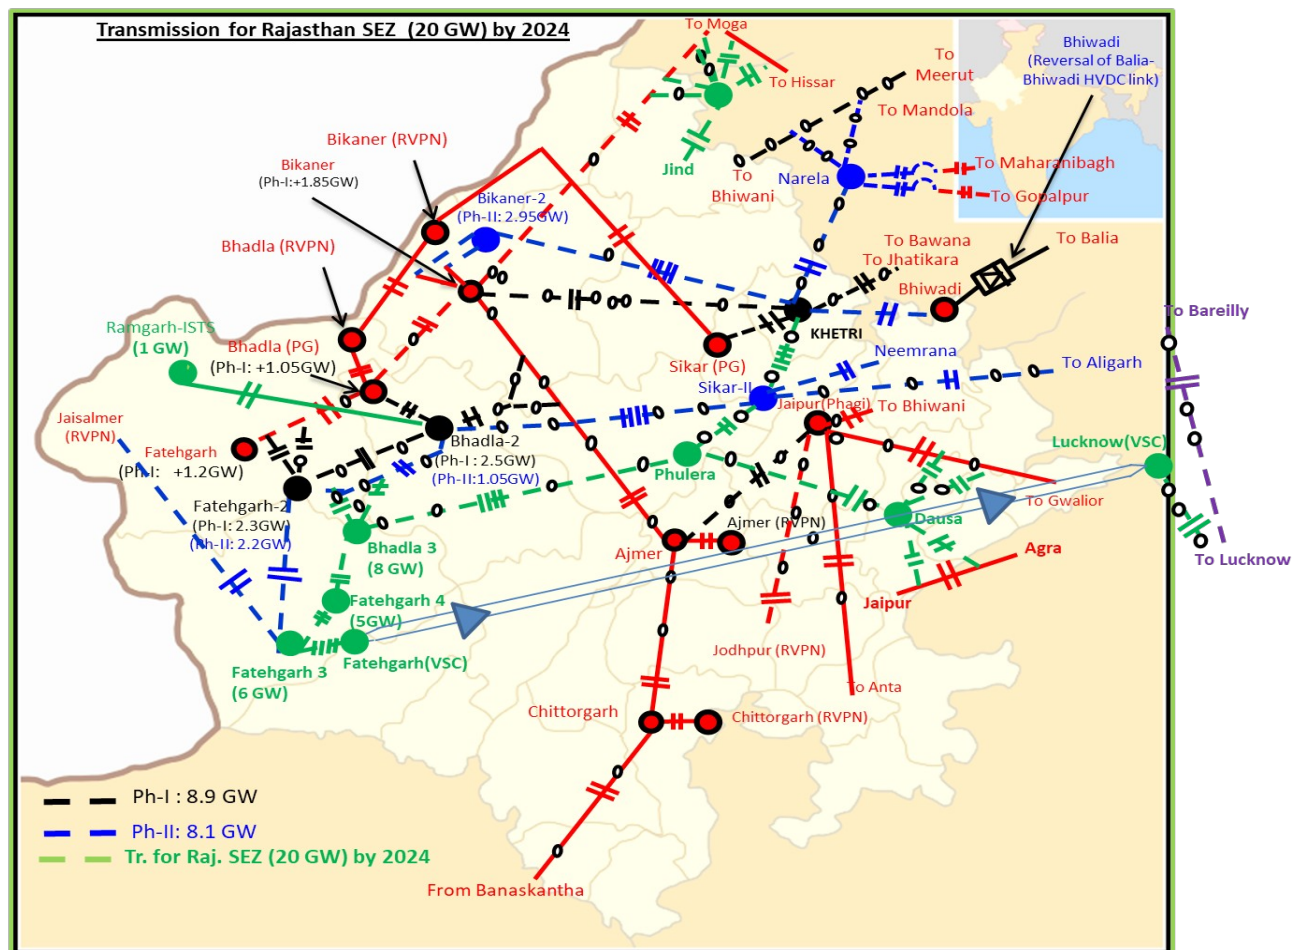 Transmission for Rajasthan SEZ (20 GW) by 2024
To Moga
To Hissar
To
Meerut
Bhiwadi
(Reversal of Balia-
Bhiwadi HVDC link)
To Mandola
Bikaner (RVPN)
Bikaner
(Ph-I:+1.85GW)
Jind
To
Bhiwani
Narela
To Maharanibagh
To Gopalpur
Bikaner-2
(Ph-II: 2.95GW)
Bhadla (RVPN)
To Bawana
To Jhatikara
To Balia
Bhiwadi
Ramgarh-ISTS
(1 GW)
Bhadla (PG)
(Ph-I: +1.05GW)
KHETRI
Sikar (PG)
Neemrana
To Aligarh
To Bareilly
Sikar-II
Jaipur(Phagi)
To Bhiwani
Jaisalmer
(RVPN)
Fatehgarh
(Ph-I: +1.2GW)
Bhadla-2
(Ph-I : 2.5GW)
(Ph-II:1.05GW)
Phulera
Lucknow(VSC)
Fatehgarh-2
(Ph-I: 2.3GW)
(Ph-II: 2.2GW)
To Gwalior
Bhadla 3
(8 GW)
Ajmer
Ajmer (RVPN)
Dausa
Agra
To Lucknow
Jaipur
Fatehgarh 4
(5GW)
Fatehgarh 3
(6 GW)
Fatehgarh(VSC)
Jodhpur (RVPN)
To Anta
Chittorgarh
Chittorgarh (RVPN)
Ph-I : 8.9 GW
Ph-II: 8.1 GW
Tr. for Raj. SEZ (20 GW) by 2024
From Banaskantha